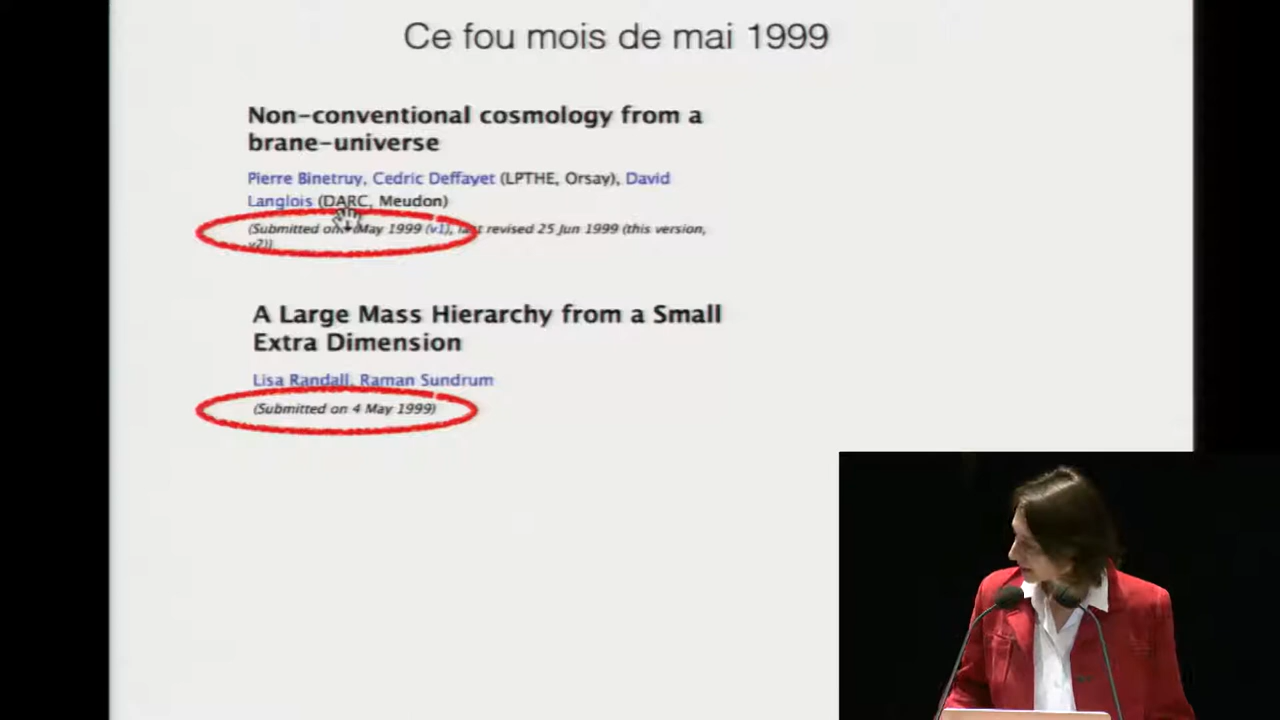 Ce fou mois de mai 1999
Non-conventional cosmology from a
brane-universe
Pierre Binetruy, Cedric Deffayet (LPTHE, Orsay), David
Langlois (DARC, Meudon)
(Submitted on May 1999 (v1), last revised 25 Jun 1999 (this version,
v2))
A Large Mass Hierarchy from a Small
Extra Dimension
Lisa Randall, Raman Sundrum
(Submitted on 4 May 1999)